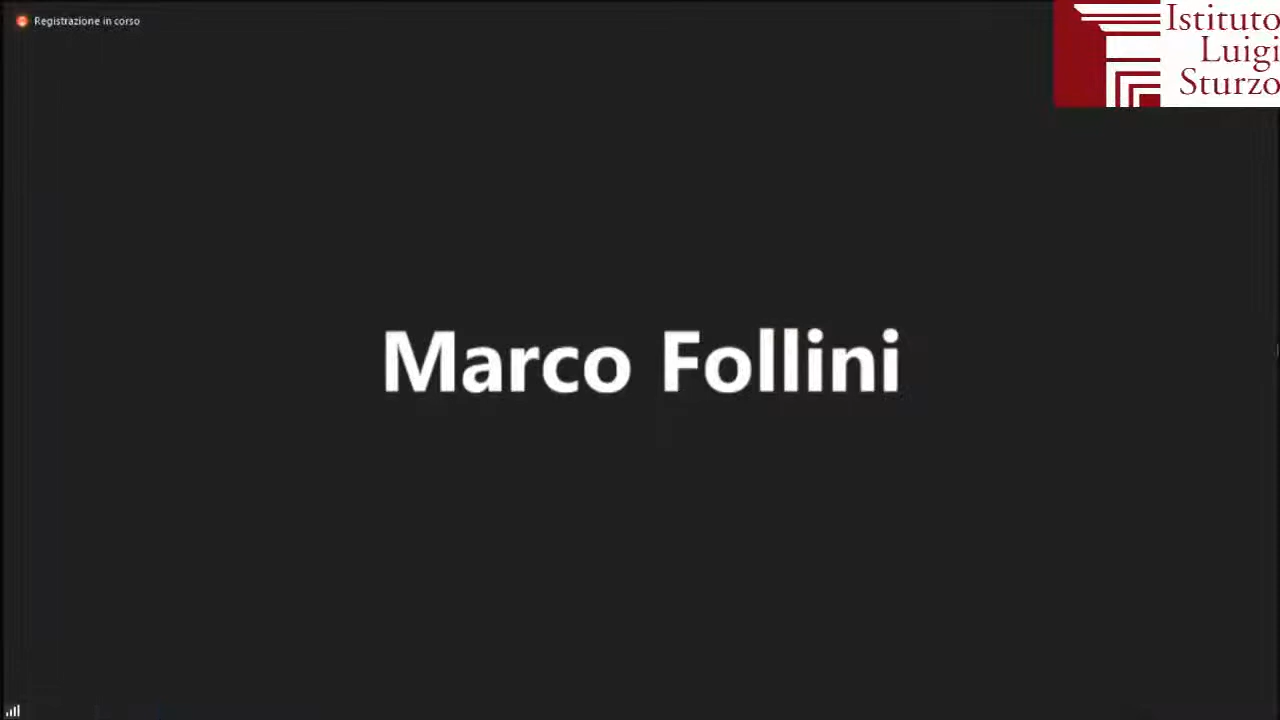 Registrazione in corso
Istituto
Luigi
Sturzo
Marco Follini